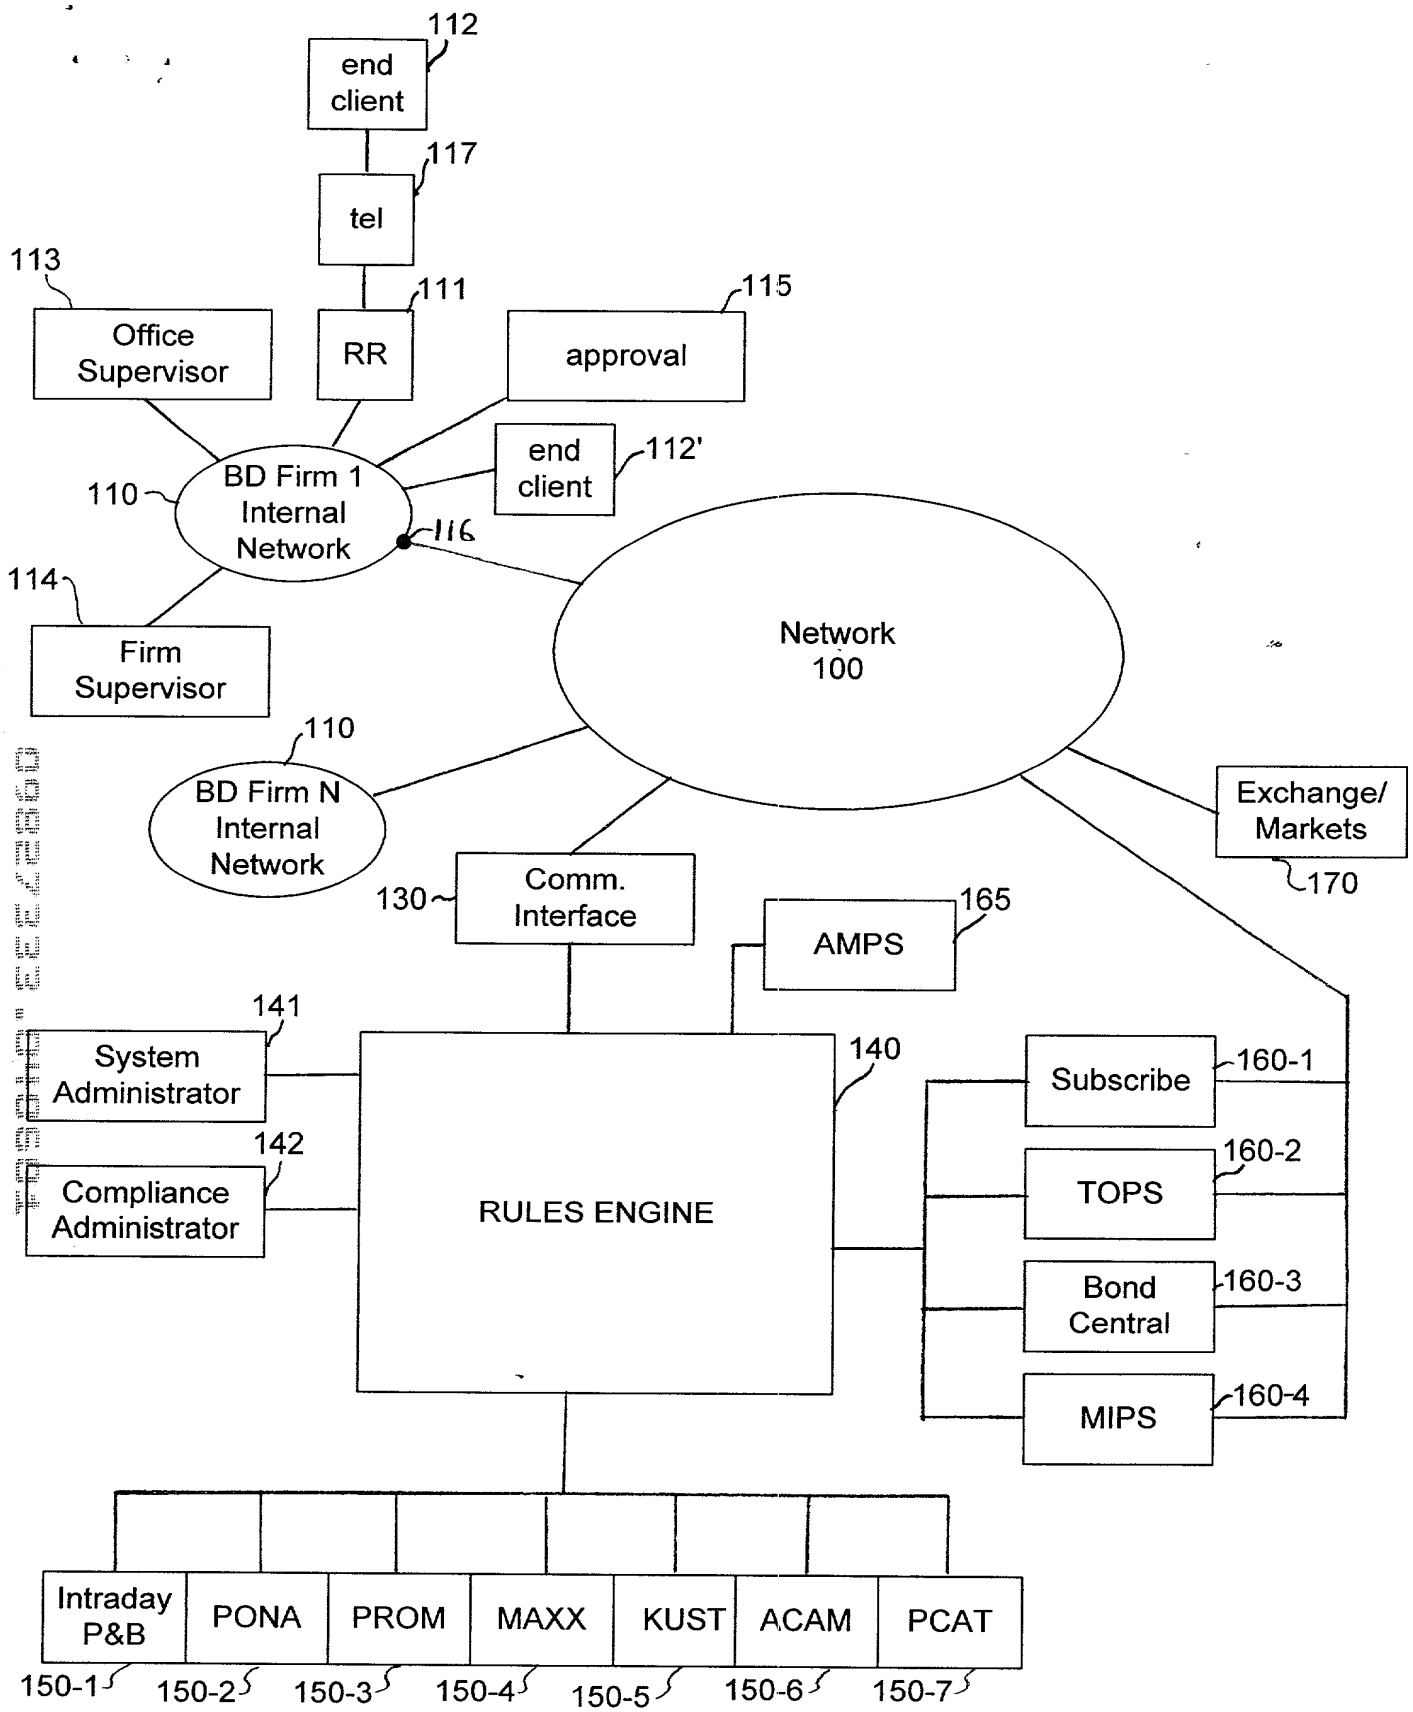 112
end
client
117
tel
113
111
115
Office
Supervisor
RR
approval
end
client
112'
BD Firm 1
Internal
Network
110
116
114
Firm
Supervisor
Network
100
110
BD Firm N
Internal
Network
Exchange/
Markets
170
130
Comm.
Interface
165
AMPS
141
System
Administrator
140
142
Compliance
Administrator
RULES ENGINE
Subscribe
160-1
TOPS
160-2
Bond
Central
160-3
MIPS
160-4
Intraday
P&B
PONA
PROM
MAXX
KUST
ACAM
PCAT
150-1
150-2
150-3
150-4
150-5
150-6
150-7